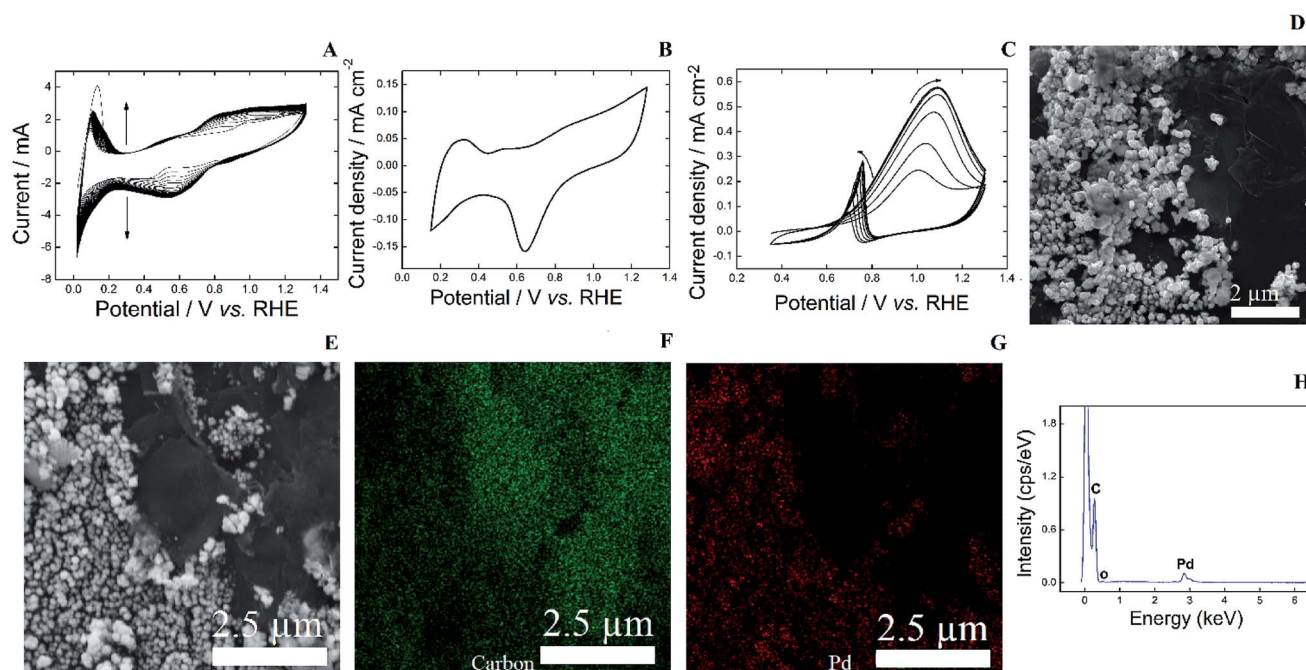 A
Current / mA
4
2
0
-2
-4
-6
0.0 0.2 0.4 0.6 0.8 1.0 1.2 1.4
Potential / V vs. RHE
B
Current density / mA cm-2
0.15
0.10
0.05
0.00
0.05
0.10
0.15
0.0 0.2 0.4 0.6 0.8 1.0 1.2 1.4
Potential / V vs. RHE
C
Current density / mA cm-2
0.6
0.5
0.4
0.3
0.2
0.1
0.0
-0.1
0.4 0.6 0.8 1.0 1.2 1.4
Potential / V vs. RHE
D
2 µm
E
2.5 µm
F
2.5 µm
Carbon
G
2.5 µm
Pd
H
Intensity (cps/eV)
1.8
1.2
0.6
0.0
C
O
Pd
0 1 2 3 4 5 6
Energy (keV)